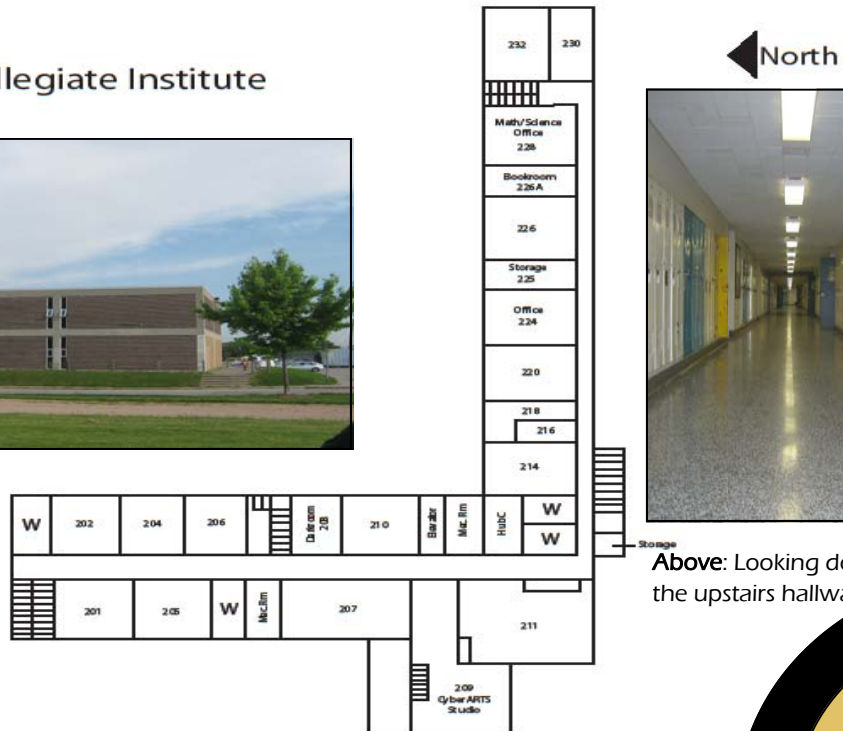 llegiate Institute
North
232
230
Math/Science
Office
228
Bookroom
226A
226
Storage
225
Office
224
220
218
216
214
W
202
204
206
Darkroom
208
210
Elevator
Mec. Rm
HubC
W
W
Storage
201
205
W
Mec.Rm
207
211
209
CyberARTS
Studio
Above: Looking do
the upstairs hallwa